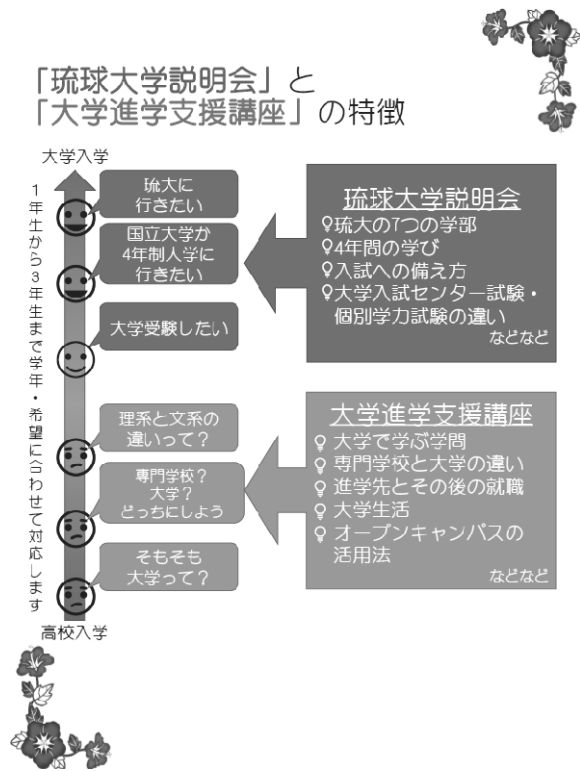 「琉球大学説明会」と
「大学進学支援講座」の特徴
大学入学
1年生から3年生まで学年・希望に合わせて対応します
琉大に
行きたい
国立大学か
4年制大学に
行きたい
大学受験したい
理系と文系の
違いって？
専門学校？
大学？
どっちにしよう
そもそも
大学って？
高校入学
琉球大学説明会
琉大の7つの学部
4年間の学び
入試への備え方
大学入試センター試験・
個別学力試験の違い
などなど
大学進学支援講座
大学で学ぶ学問
専門学校と大学の違い
進学先とその後の就職
大学生活
オープンキャンパスの
活用法
などなど